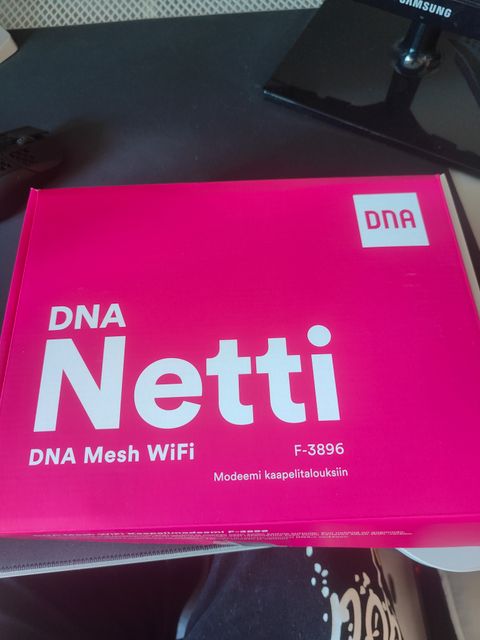 SAMSUNG
DNA
DNA
Netti
DNA Mesh WiFi
F-3896
Modeemi kaapelitalouksiin